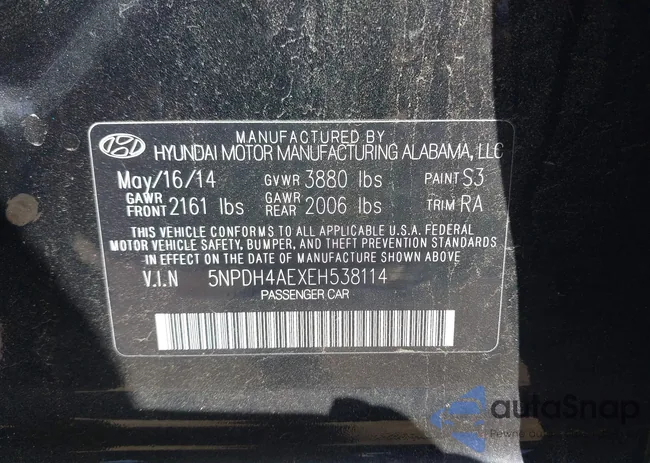 MANUFACTURED BY
HYUNDAI MOTOR MANUFACTURING ALABAMA, LLC
May/16/14 GVWR 3880 lbs PAINT S3
GAWR FRONT 2161 lbs GAWR REAR 2006 lbs TRIM RA
THIS VEHICLE CONFORMS TO ALL APPLICABLE U.S.A. FEDERAL
MOTOR VEHICLE SAFETY, BUMPER, AND THEFT PREVENTION STANDARDS
IN EFFECT ON THE DATE OF MANUFACTURE SHOWN ABOVE
V.I.N 5NPDH4AEXEH538114
PASSENGER CAR
autoSnap
Pewne auto